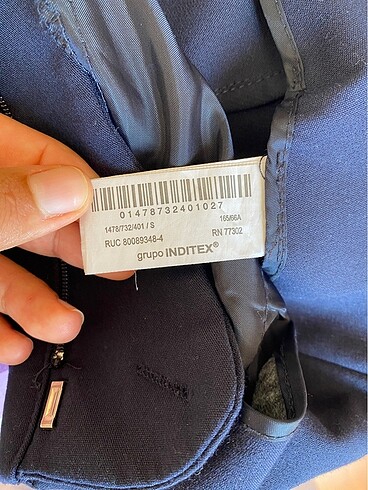 01478732401027
1478/732/401 / S 165/66A
RUC 80089348-4 RN 77302
grupo INDITEX®